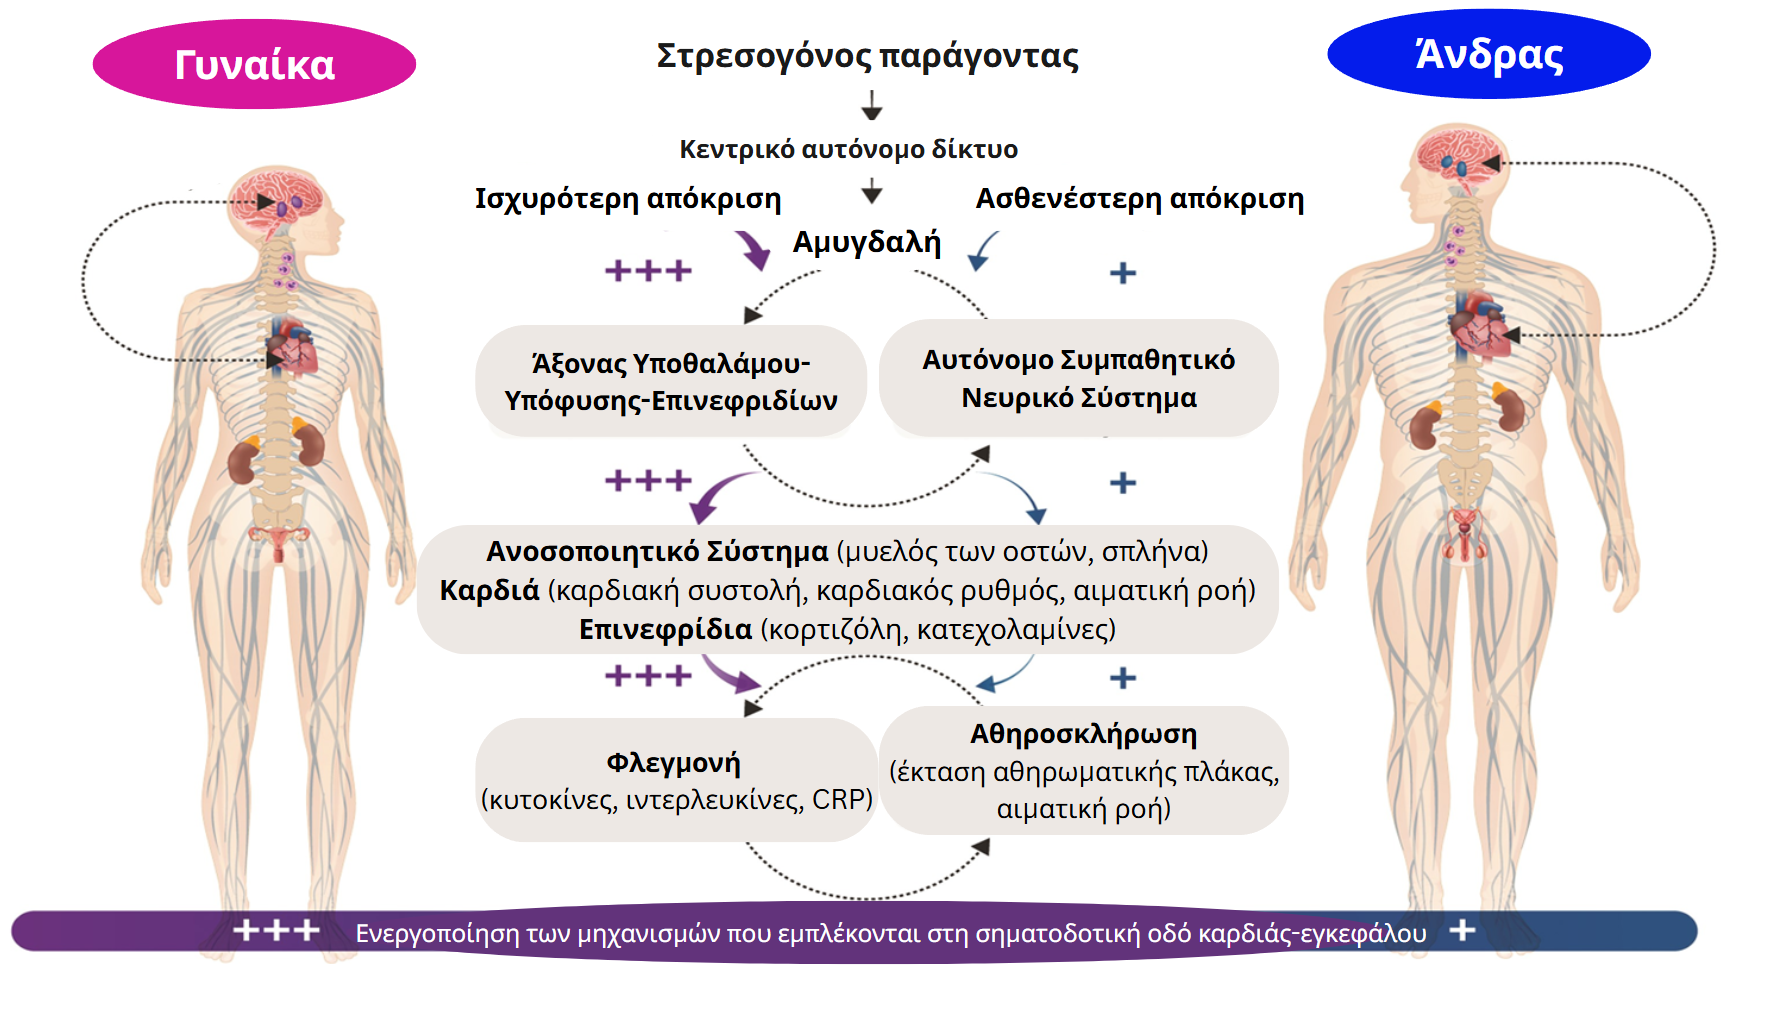 Γυναίκα
Στρεσογόνος παράγοντας
Άνδρας
Κεντρικό αυτόνομο δίκτυο
Ισχυρότερη απόκριση
Ασθενέστερη απόκριση
Αμυγδαλή
+++
+
Άξονας Υποθαλάμου-
Υπόφυσης-Επινεφριδίων
Αυτόνομο Συμπαθητικό
Νευρικό Σύστημα
+++
+
Ανοσοποιητικό Σύστημα (μυελός των οστών, σπλήνα)
Καρδιά (καρδιακή συστολή, καρδιακός ρυθμός, αιματική ροή)
Επινεφρίδια (κορτιζόλη, κατεχολαμίνες)
+++
+
Φλεγμονή
(κυτοκίνες, ιντερλευκίνες, CRP)
Αθηροσκλήρωση
(έκταση αθηρωματικής πλάκας,
αιματική ροή)
+++ Ενεργοποίηση των μηχανισμών που εμπλέκονται στη σηματοδοτική οδό καρδιάς-εγκεφάλου +